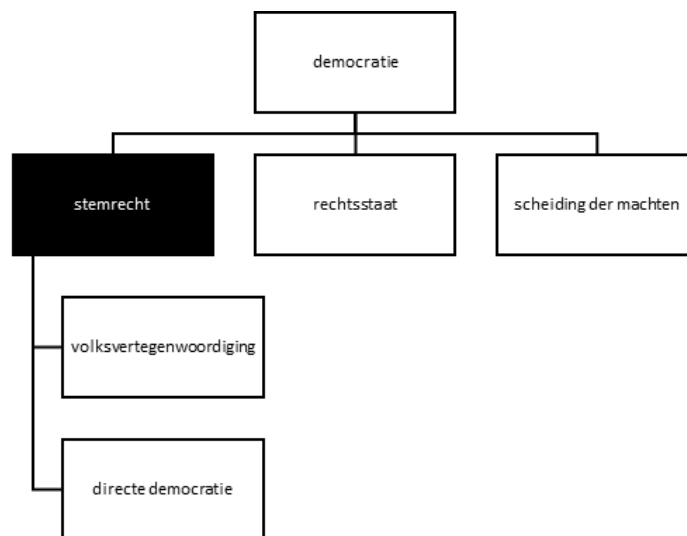 democratie
stemrecht
rechtsstaat
scheiding der machten
volksvertegenwoordiging
directe democratie